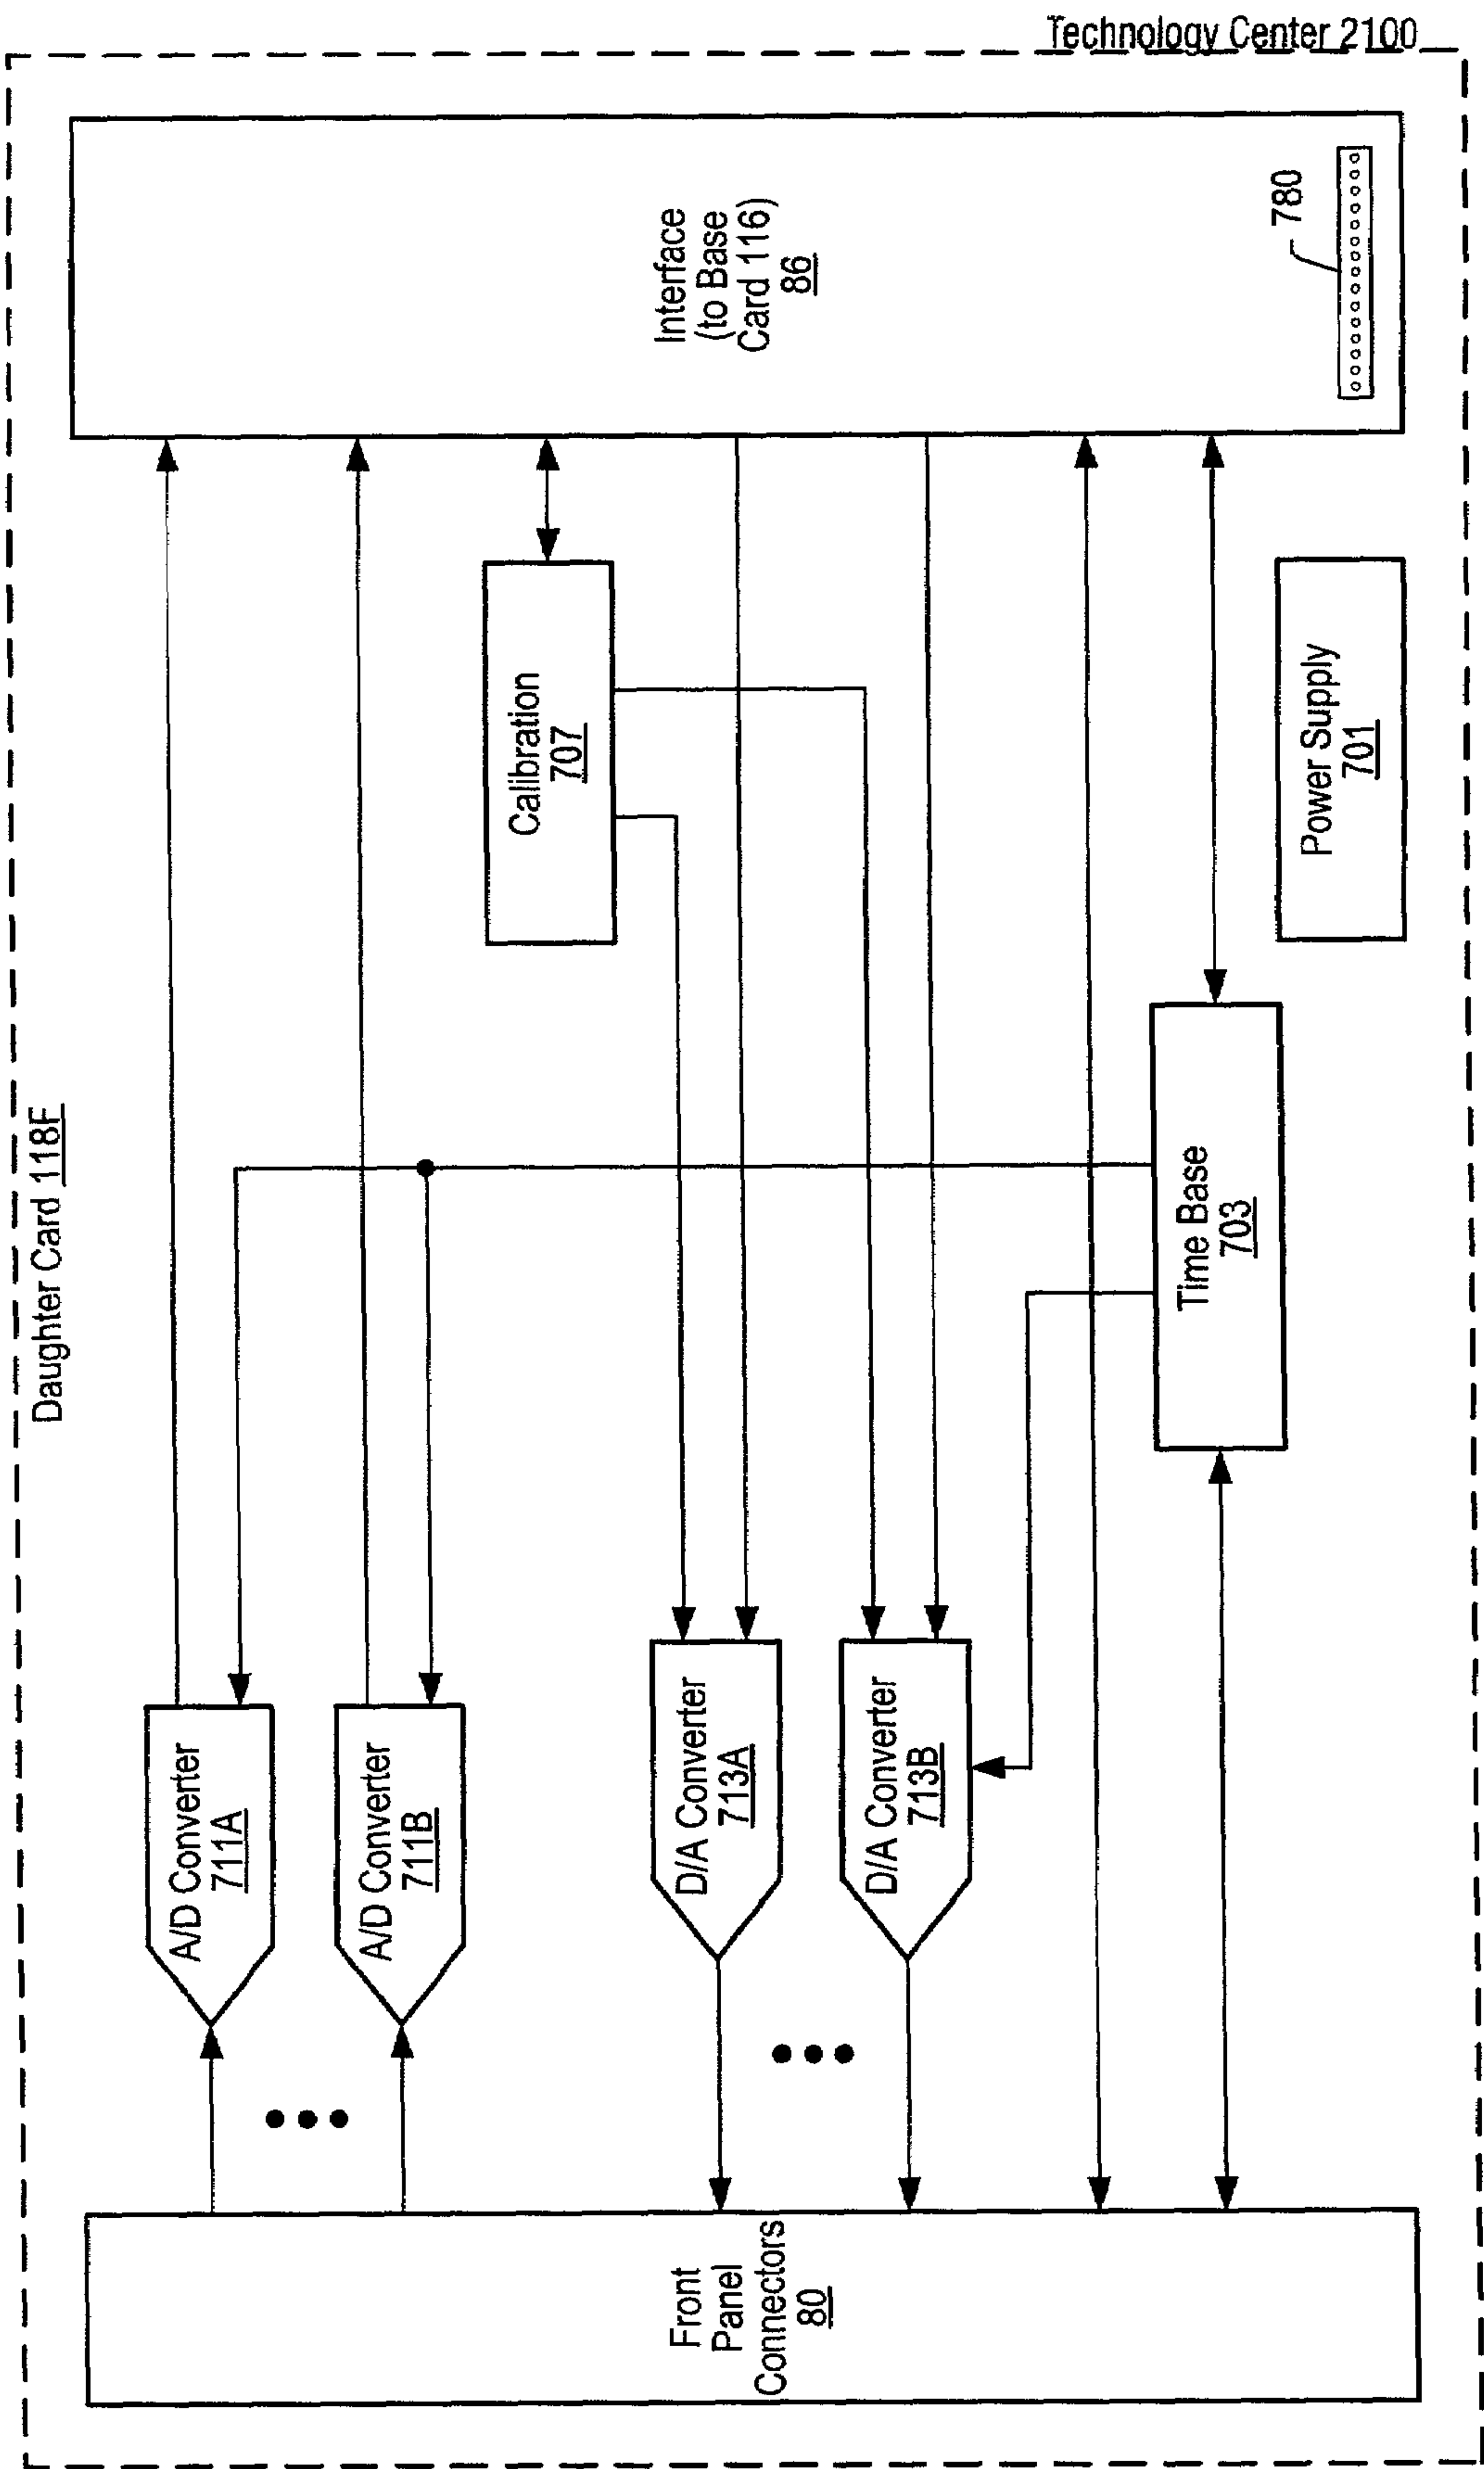 Technology Center 2100
Daughter Card 118F
Front
Panel
Connectors
80
A/D Converter
711A
A/D Converter
711B
D/A Converter
713A
D/A Converter
713B
Time Base
703
Calibration
707
Power Supply
701
Interface
(to Base
Card 116)
86
780